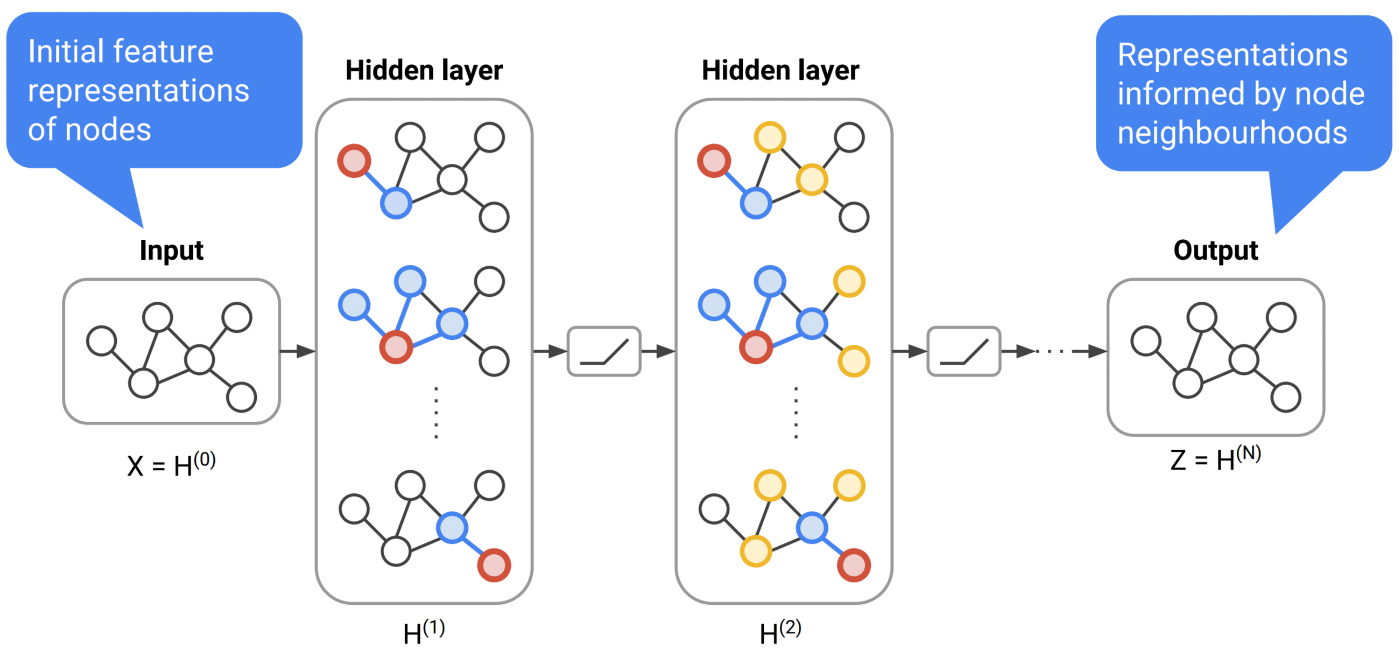 Initial feature
representations
of nodes
Hidden layer
Hidden layer
Representations
informed by node
neighbourhoods
Input
Output
X = H⁽⁰⁾
Z = H⁽ᴺ⁾
H⁽¹⁾
H⁽²⁾